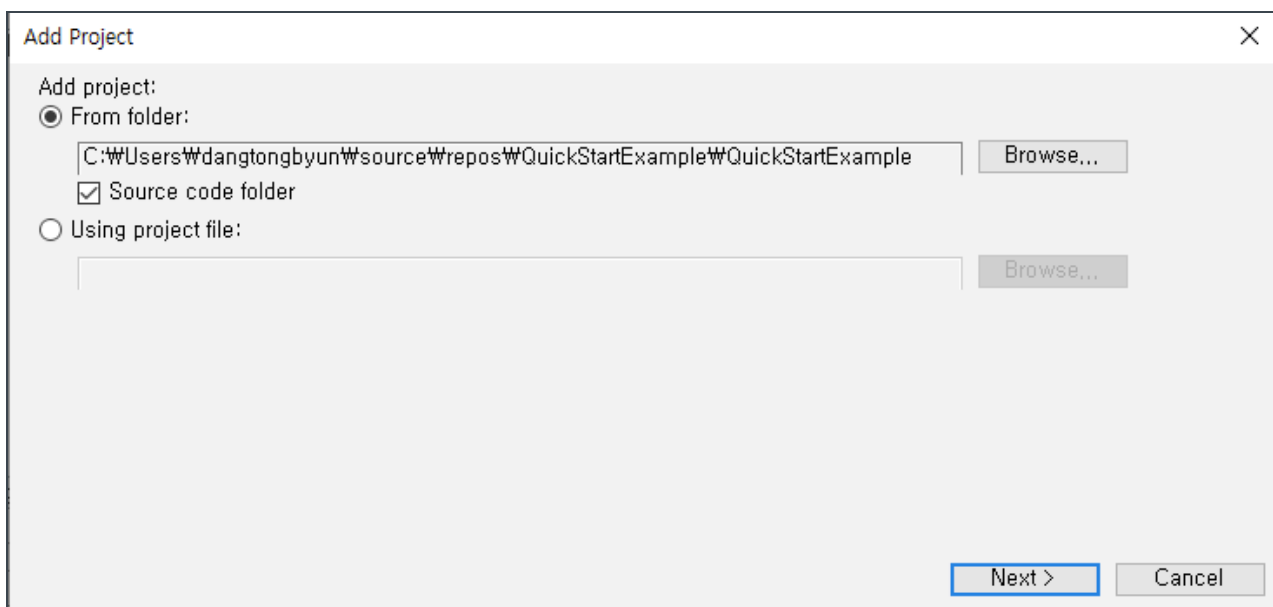 Add Project
Add project:
From folder:
C:₩Users₩dangtongbyun₩source₩repos₩QuickStartExample₩QuickStartExample
Browse...
Source code folder
Using project file:
Browse...
Next >
Cancel